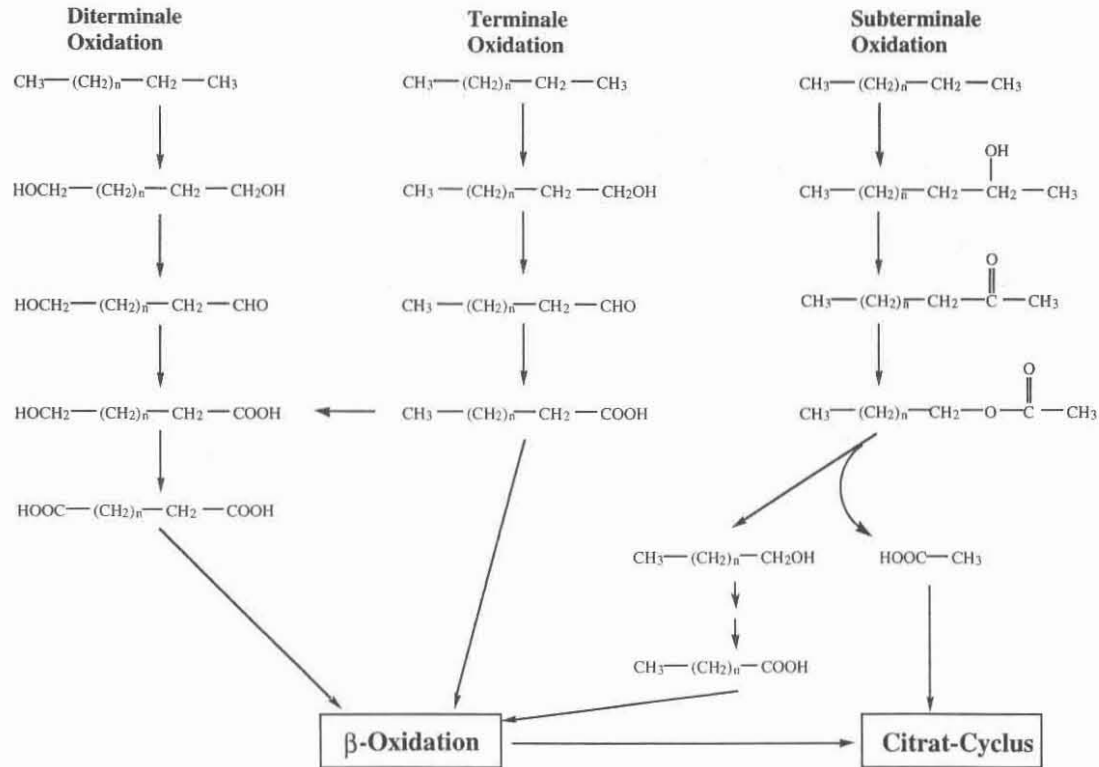 Diterminale
Oxidation
Terminale
Oxidation
Subterminale
Oxidation
CH3—(CH2)n—CH2—CH3
CH3—(CH2)n—CH2—CH3
CH3—(CH2)n—CH2—CH3
HOCH2—(CH2)n—CH2—CH2OH
CH3—(CH2)n—CH2—CH2OH
OH
CH3—(CH2)n—CH2—CH2—CH3
HOCH2—(CH2)n—CH2—CHO
CH3—(CH2)n—CH2—CHO
O
CH3—(CH2)n—CH2—C—CH3
HOCH2—(CH2)n—CH2—COOH
CH3—(CH2)n—CH2—COOH
O
CH3—(CH2)n—CH2—O—C—CH3
HOOC—(CH2)n—CH2—COOH
CH3—(CH2)n—CH2OH
HOOC—CH3
CH3—(CH2)n—COOH
β-Oxidation
Citrat-Cyclus